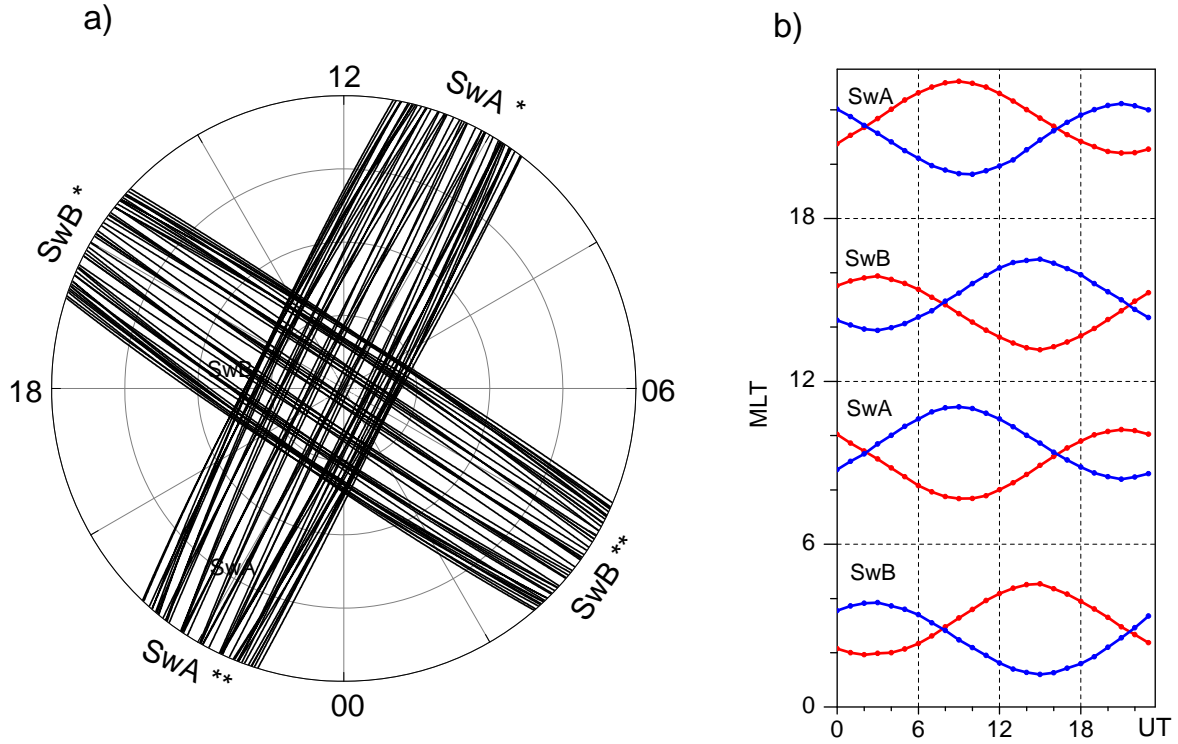 a)
12
SwA *
SwB *
18
SwB
06
SwA
SwB **
SwA **
00
b)
SwA
18
SwB
12
MLT
SwA
6
SwB
0
0 6 12 18 UT